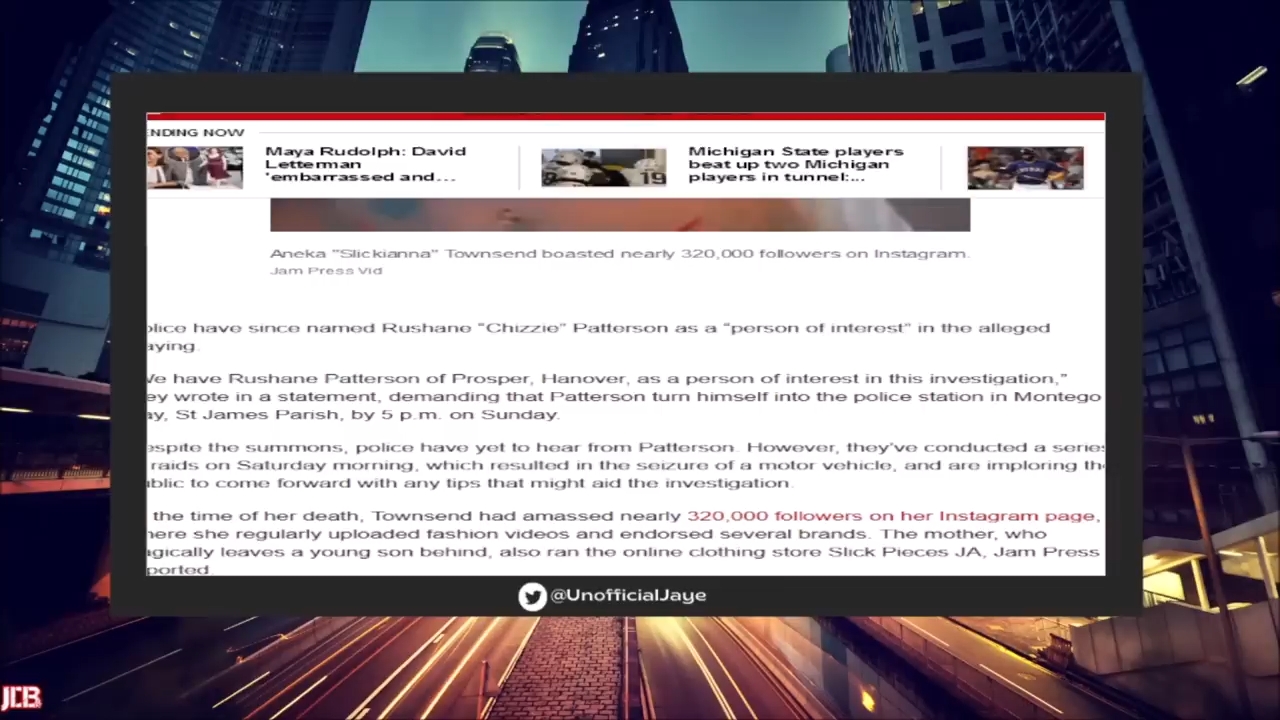 ENDING NOW
Maya Rudolph: David
Letterman
'embarrassed and...
Michigan State players
beat up two Michigan
players in tunnel:...
19
Aneka "Slickianna" Townsend boasted nearly 320,000 followers on Instagram.
Jam Press Vid
olice have since named Rushane "Chizzie" Patterson as a "person of interest" in the alleged
aying.
We have Rushane Patterson of Prosper, Hanover, as a person of interest in this investigation,"
ey wrote in a statement, demanding that Patterson turn himself into the police station in Montego
ay, St James Parish, by 5 p.m. on Sunday.
espite the summons, police have yet to hear from Patterson. However, they've conducted a series
raids on Saturday morning, which resulted in the seizure of a motor vehicle, and are imploring the
ublic to come forward with any tips that might aid the investigation.
the time of her death, Townsend had amassed nearly 320,000 followers on her Instagram page,
here she regularly uploaded fashion videos and endorsed several brands. The mother, who
agically leaves a young son behind, also ran the online clothing store Slick Pieces JA, Jam Press
ported.
@UnofficialJaye
JCB